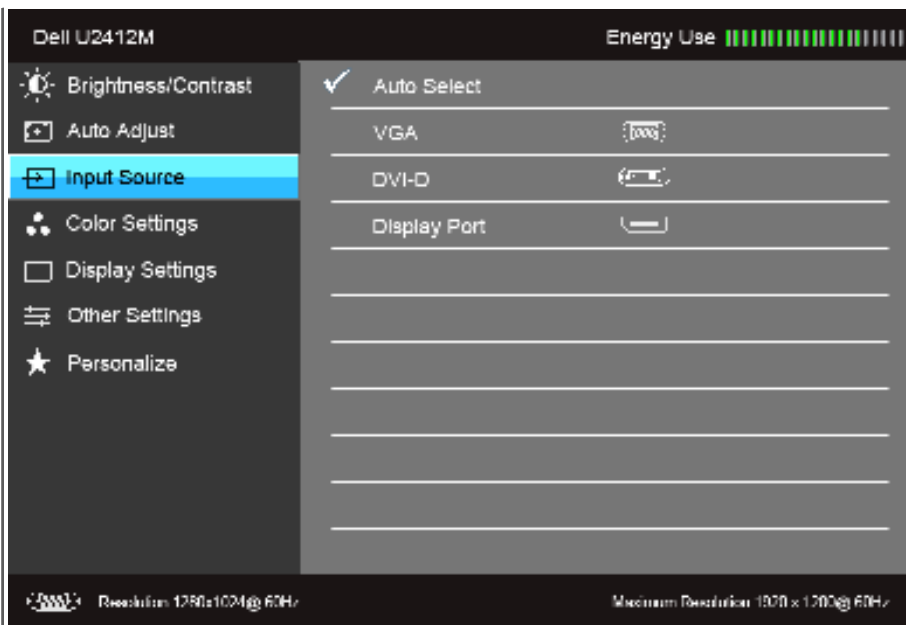 Dell U2412M
Energy Use
Brightness/Contrast
Auto Adjust
Input Source
Color Settings
Display Settings
Other Settings
Personalize
Auto Select
VGA
DVI-D
Display Port
Resolution 1280x1024@ 60Hz
Maximum Resolution 1920 x 1200@ 60Hz